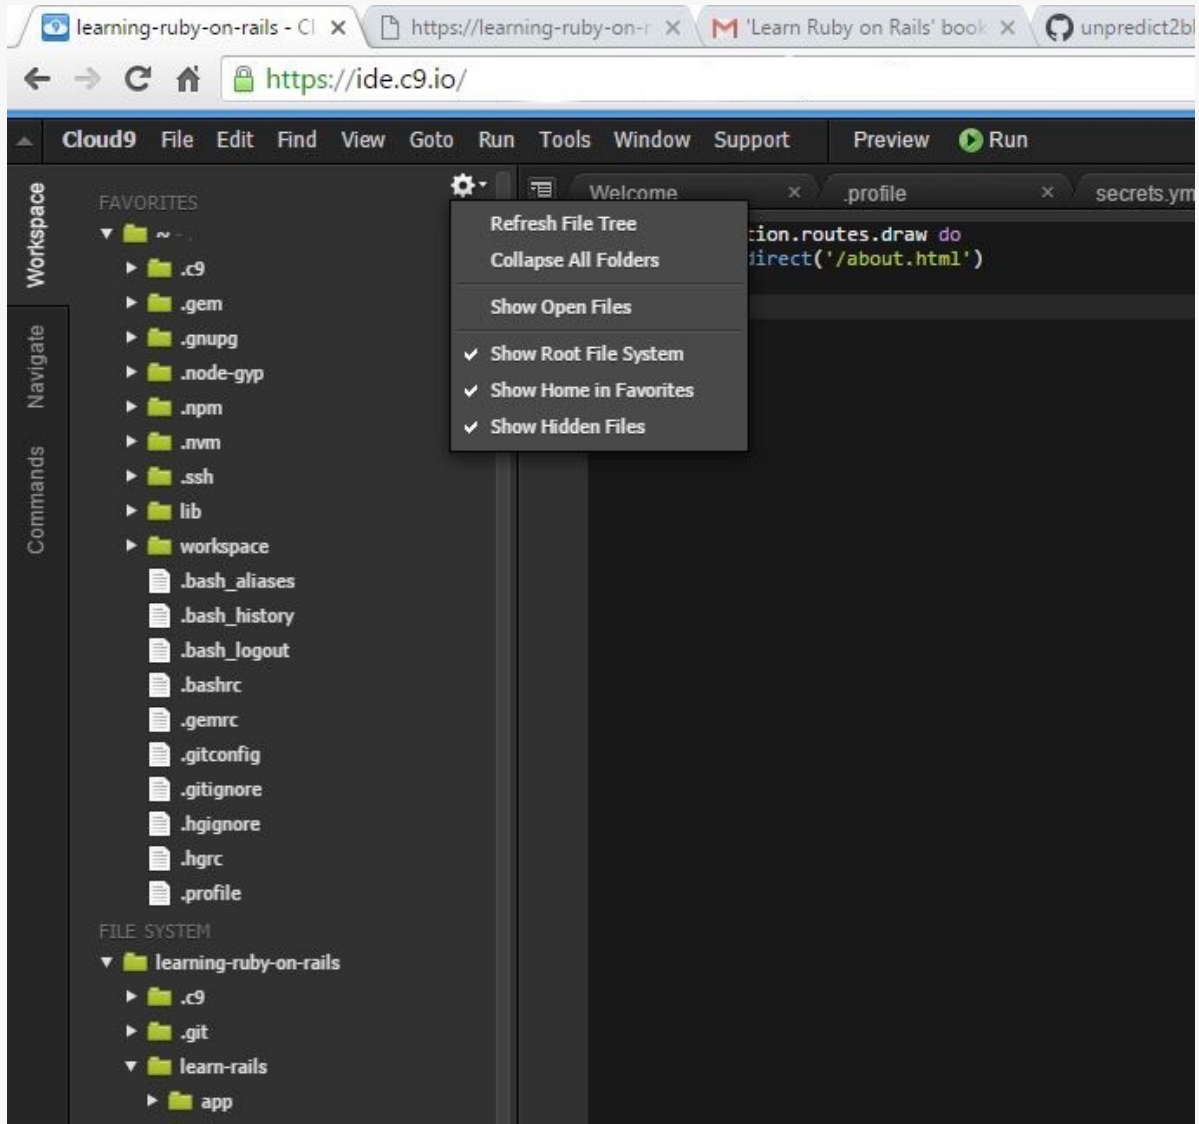 learning-ruby-on-rails - Cl
https://learning-ruby-on-r
'Learn Ruby on Rails' book
unpredict2bl
https://ide.c9.io/
Cloud9 File Edit Find View Goto Run Tools Window Support Preview Run
Workspace
Navigate
Commands
FAVORITES
~
.c9
.gem
.gnupg
.node-gyp
.npm
.nvm
.ssh
lib
workspace
.bash_aliases
.bash_history
.bash_logout
.bashrc
.gemrc
.gitconfig
.gitignore
.hgignore
.hgrc
.profile
FILE SYSTEM
learning-ruby-on-rails
.c9
.git
learn-rails
app
Refresh File Tree
Collapse All Folders
Show Open Files
Show Root File System
Show Home in Favorites
Show Hidden Files
Welcome
.profile
secrets.ym
tion.routes.draw do
direct('/about.html')